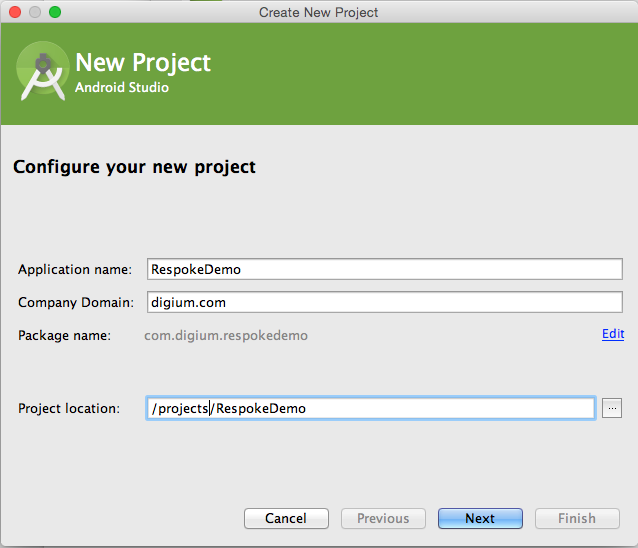 Create New Project
New Project
Android Studio
Configure your new project
Application name: RespokeDemo
Company Domain: digium.com
Package name: com.digium.respokedemo Edit
Project location: /projects/RespokeDemo ...
Cancel Previous Next Finish